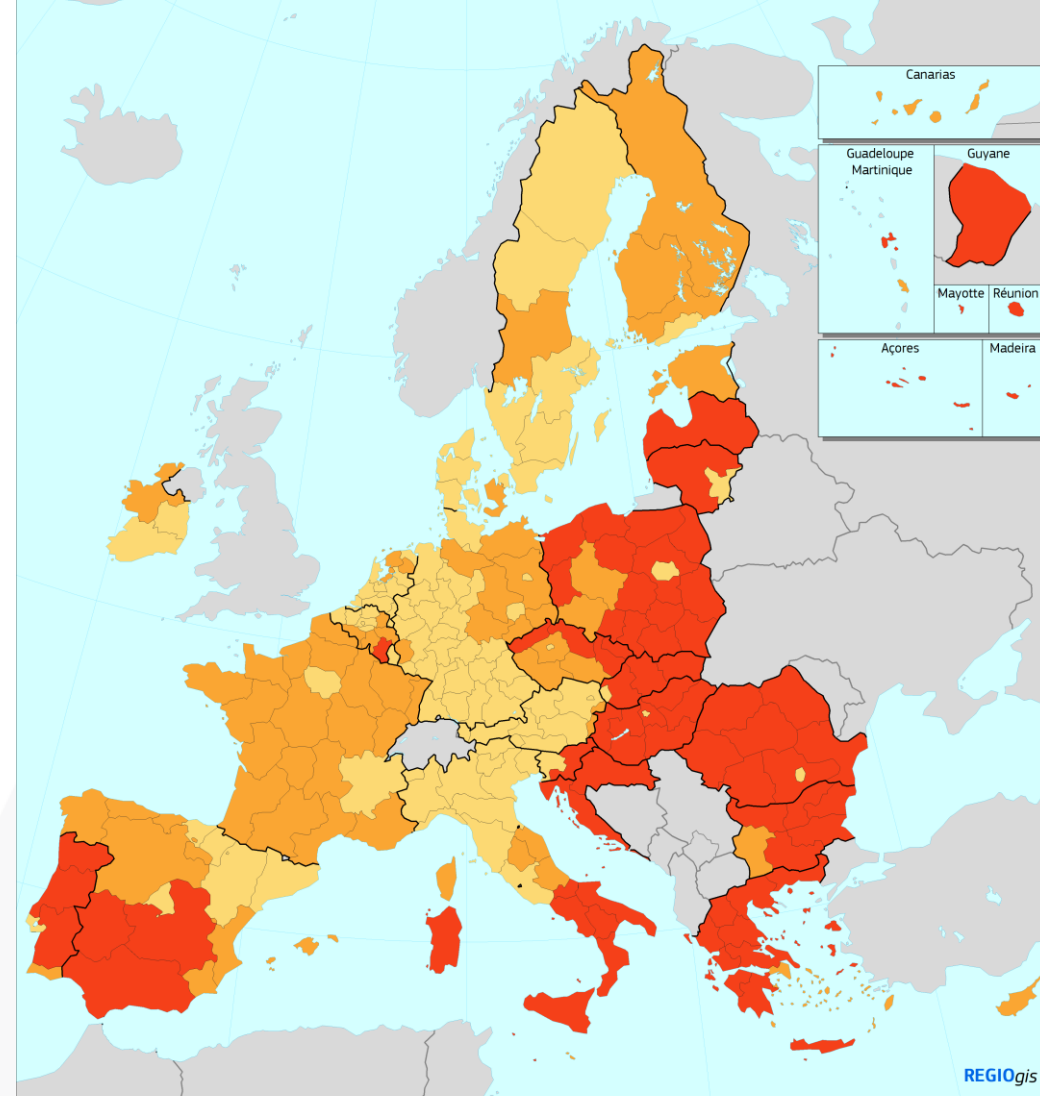 Canarias
Guadeloupe
Martinique
Guyane
Mayotte
Réunion
Açores
Madeira
REGIOgis